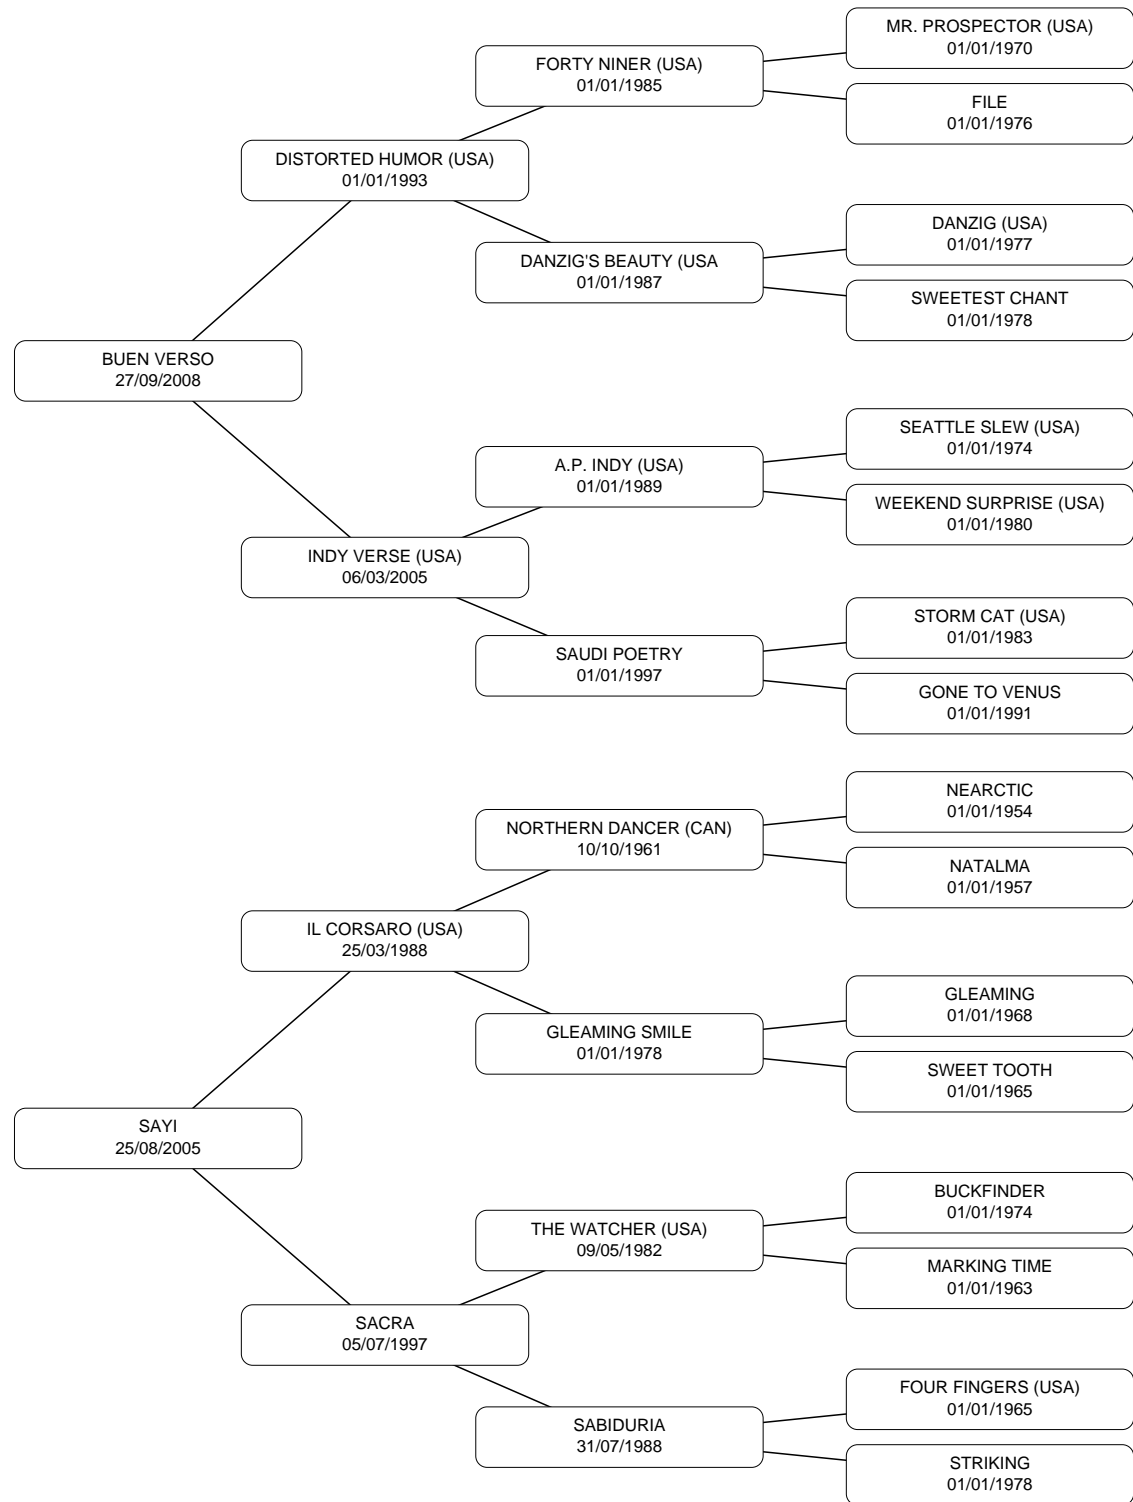 MR. PROSPECTOR (USA)
01/01/1970
FORTY NINER (USA)
01/01/1985
FILE
01/01/1976
DISTORTED HUMOR (USA)
01/01/1993
DANZIG (USA)
01/01/1977
DANZIG'S BEAUTY (USA
01/01/1987
SWEETEST CHANT
01/01/1978
BUEN VERSO
27/09/2008
SEATTLE SLEW (USA)
01/01/1974
A.P. INDY (USA)
01/01/1989
WEEKEND SURPRISE (USA)
01/01/1980
INDY VERSE (USA)
06/03/2005
STORM CAT (USA)
01/01/1983
SAUDI POETRY
01/01/1997
GONE TO VENUS
01/01/1991
NEARCTIC
01/01/1954
NORTHERN DANCER (CAN)
10/10/1961
NATALMA
01/01/1957
IL CORSARO (USA)
25/03/1988
GLEAMING
01/01/1968
GLEAMING SMILE
01/01/1978
SWEET TOOTH
01/01/1965
SAYI
25/08/2005
BUCKFINDER
01/01/1974
THE WATCHER (USA)
09/05/1982
MARKING TIME
01/01/1963
SACRA
05/07/1997
FOUR FINGERS (USA)
01/01/1965
SABIDURIA
31/07/1988
STRIKING
01/01/1978